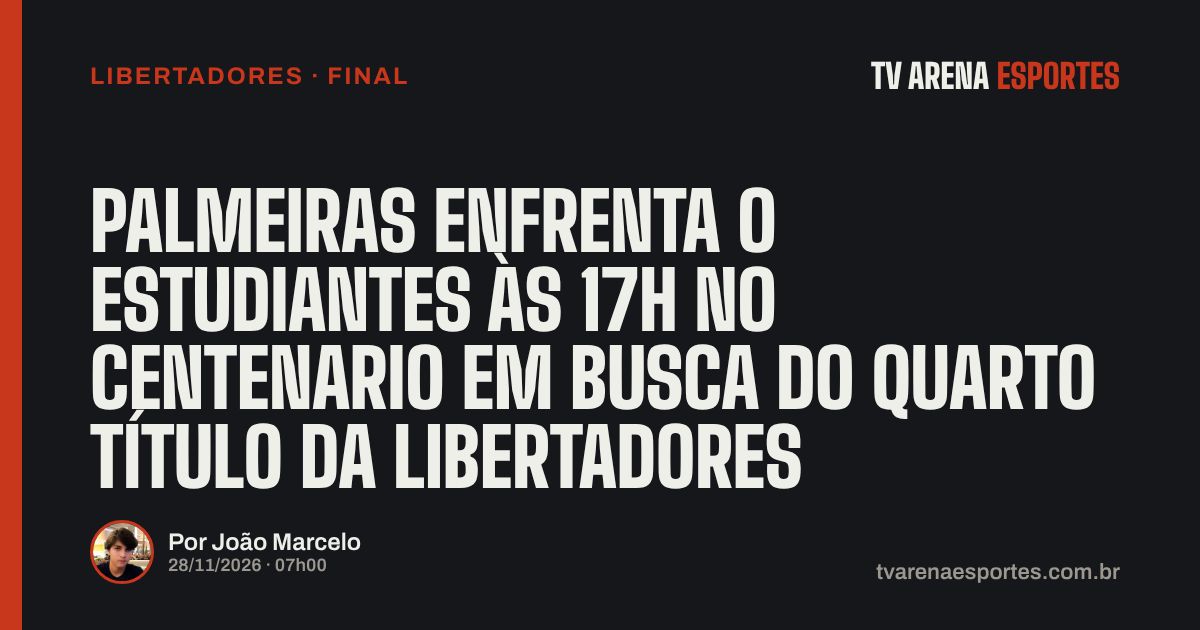 LIBERTADORES · FINAL
TV ARENA ESPORTES
PALMEIRAS ENFRENTA O
ESTUDIANTES ÀS 17H NO
CENTENARIO EM BUSCA DO QUARTO
TÍTULO DA LIBERTADORES
Por João Marcelo
28/11/2026 · 07h00
tvarenaesportes.com.br